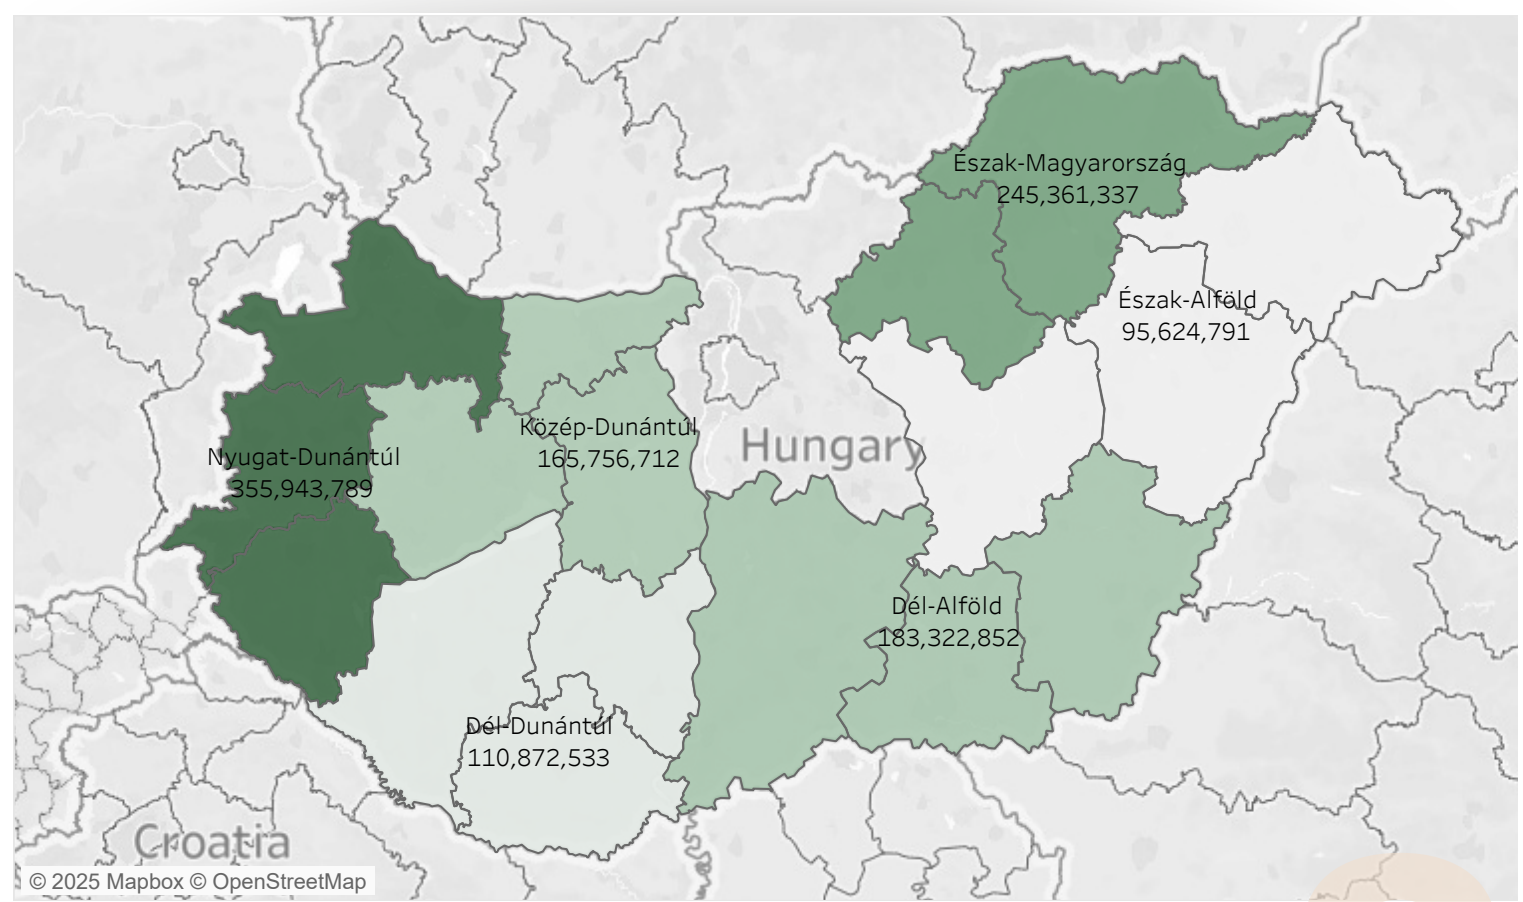 Észak-Magyarország
245,361,337
Észak-Alföld
95,624,791
Közép-Dunántúl
165,756,712
Hungary
Nyugat-Dunántúl
355,943,789
Dél-Alföld
183,322,852
Dél-Dunántúl
110,872,533
Croatia
© 2025 Mapbox © OpenStreetMap